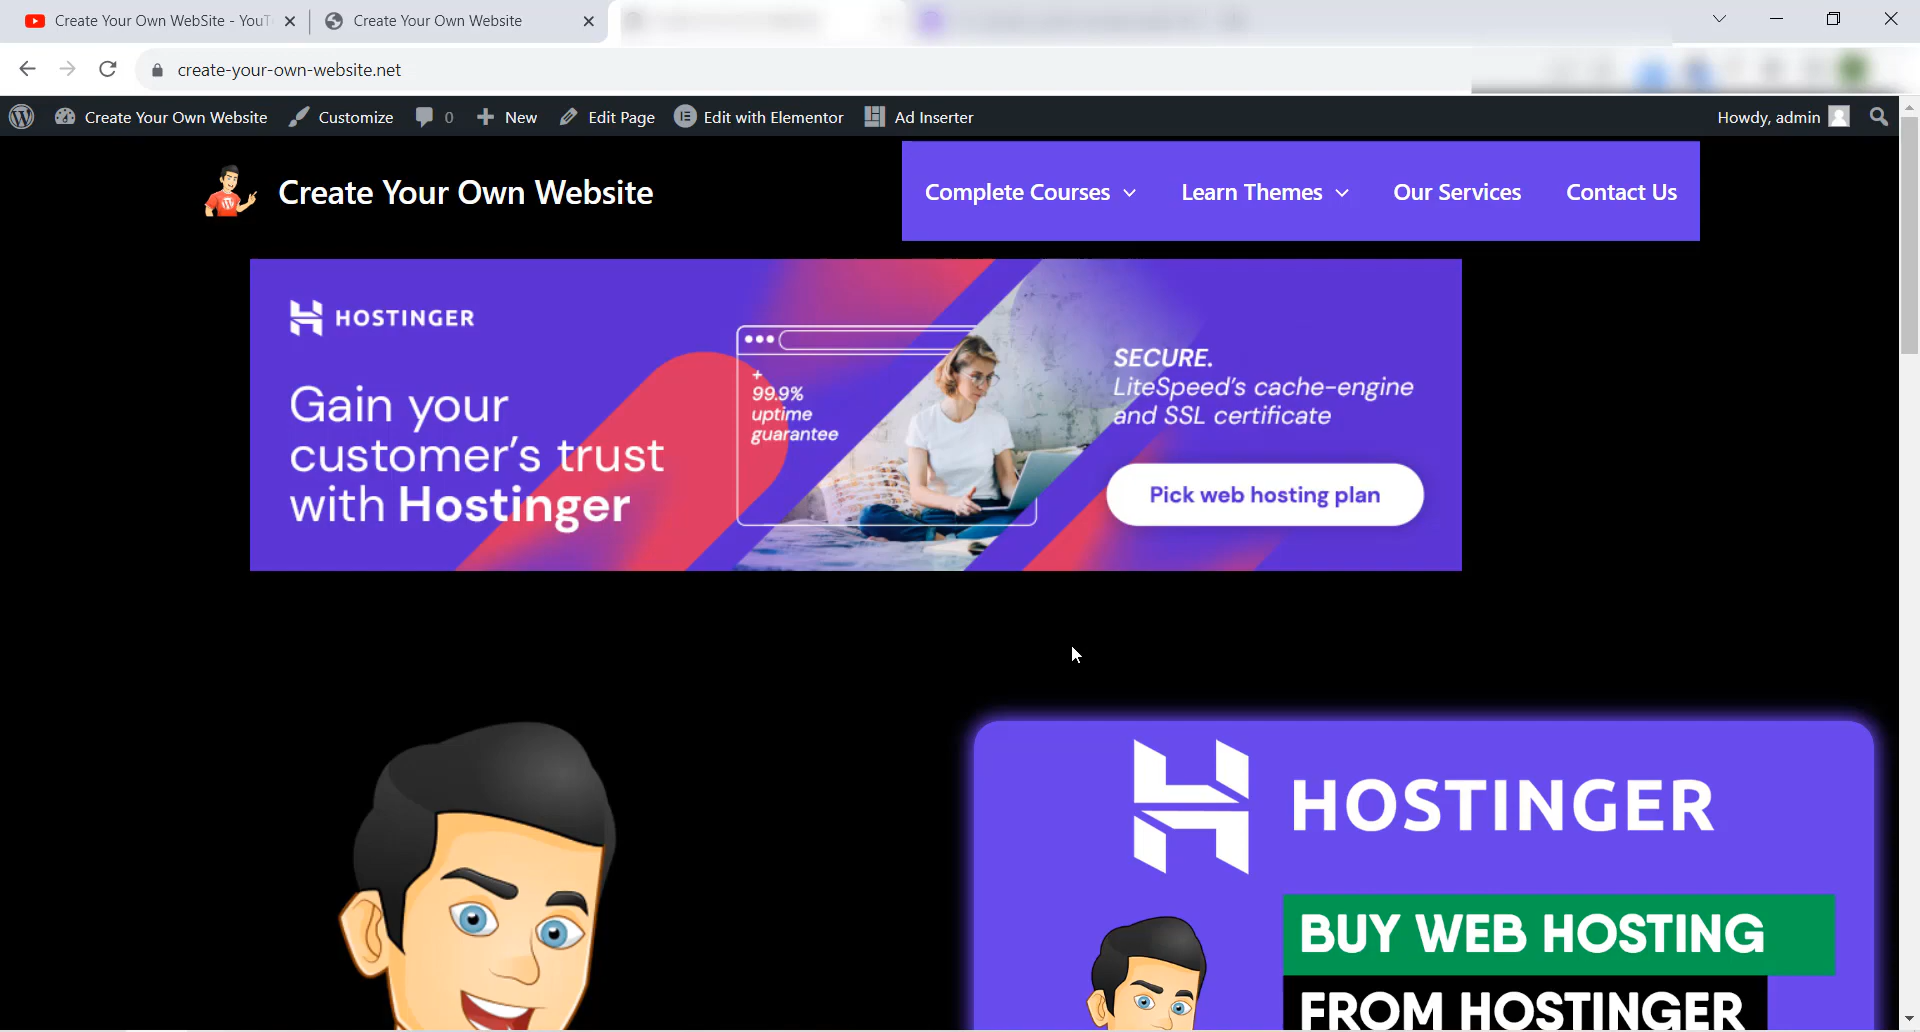 Create Your Own WebSite - YouT
Create Your Own Website
create-your-own-website.net
Create Your Own Website
Customize
0
New
Edit Page
Edit with Elementor
Ad Inserter
Howdy, admin
Create Your Own Website
Complete Courses
Learn Themes
Our Services
Contact Us
HOSTINGER
Gain your
customer's trust
with Hostinger
+
99.9%
uptime
guarantee
SECURE.
LiteSpeed's cache-engine
and SSL certificate
Pick web hosting plan
HOSTINGER
BUY WEB HOSTING
FROM HOSTINGER